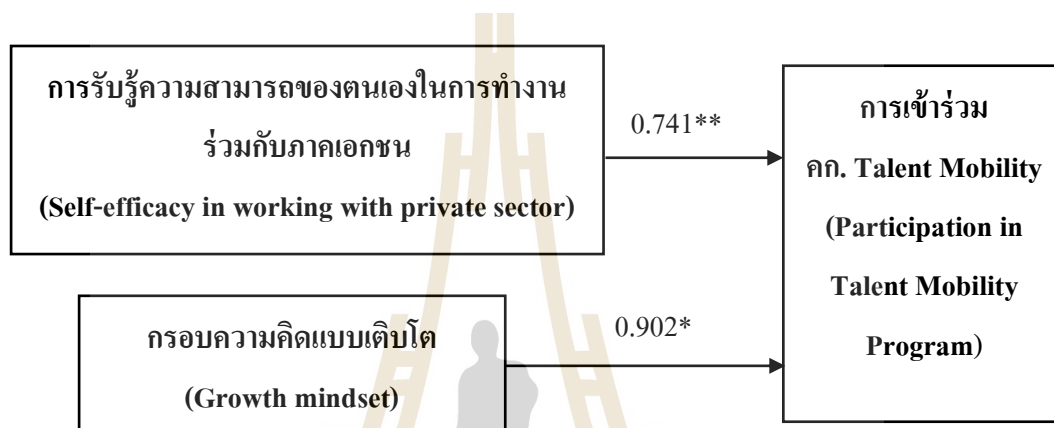 การรับรู้ความสามารถของตนเองในการทำงาน
ร่วมกับภาคเอกชน
(Self-efficacy in working with private sector)
0.741**
การเข้าร่วม
คก. Talent Mobility
(Participation in
Talent Mobility
Program)
กรอบความคิดแบบเติบโต
(Growth mindset)
0.902*